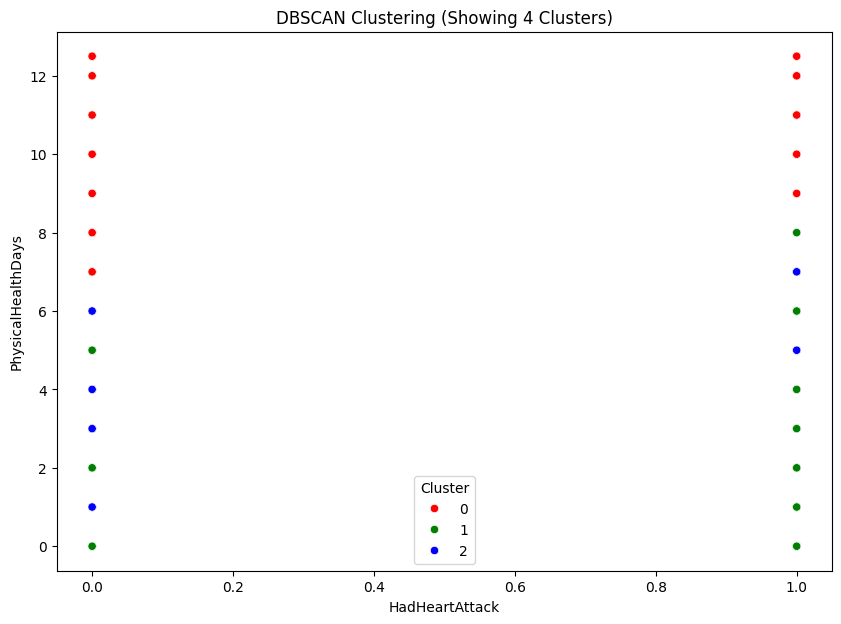 DBSCAN Clustering (Showing 4 Clusters)
PhysicalHealthDays
12
10
8
6
4
2
0
Cluster
0
1
2
0.0 0.2 0.4 0.6 0.8 1.0
HadHeartAttack